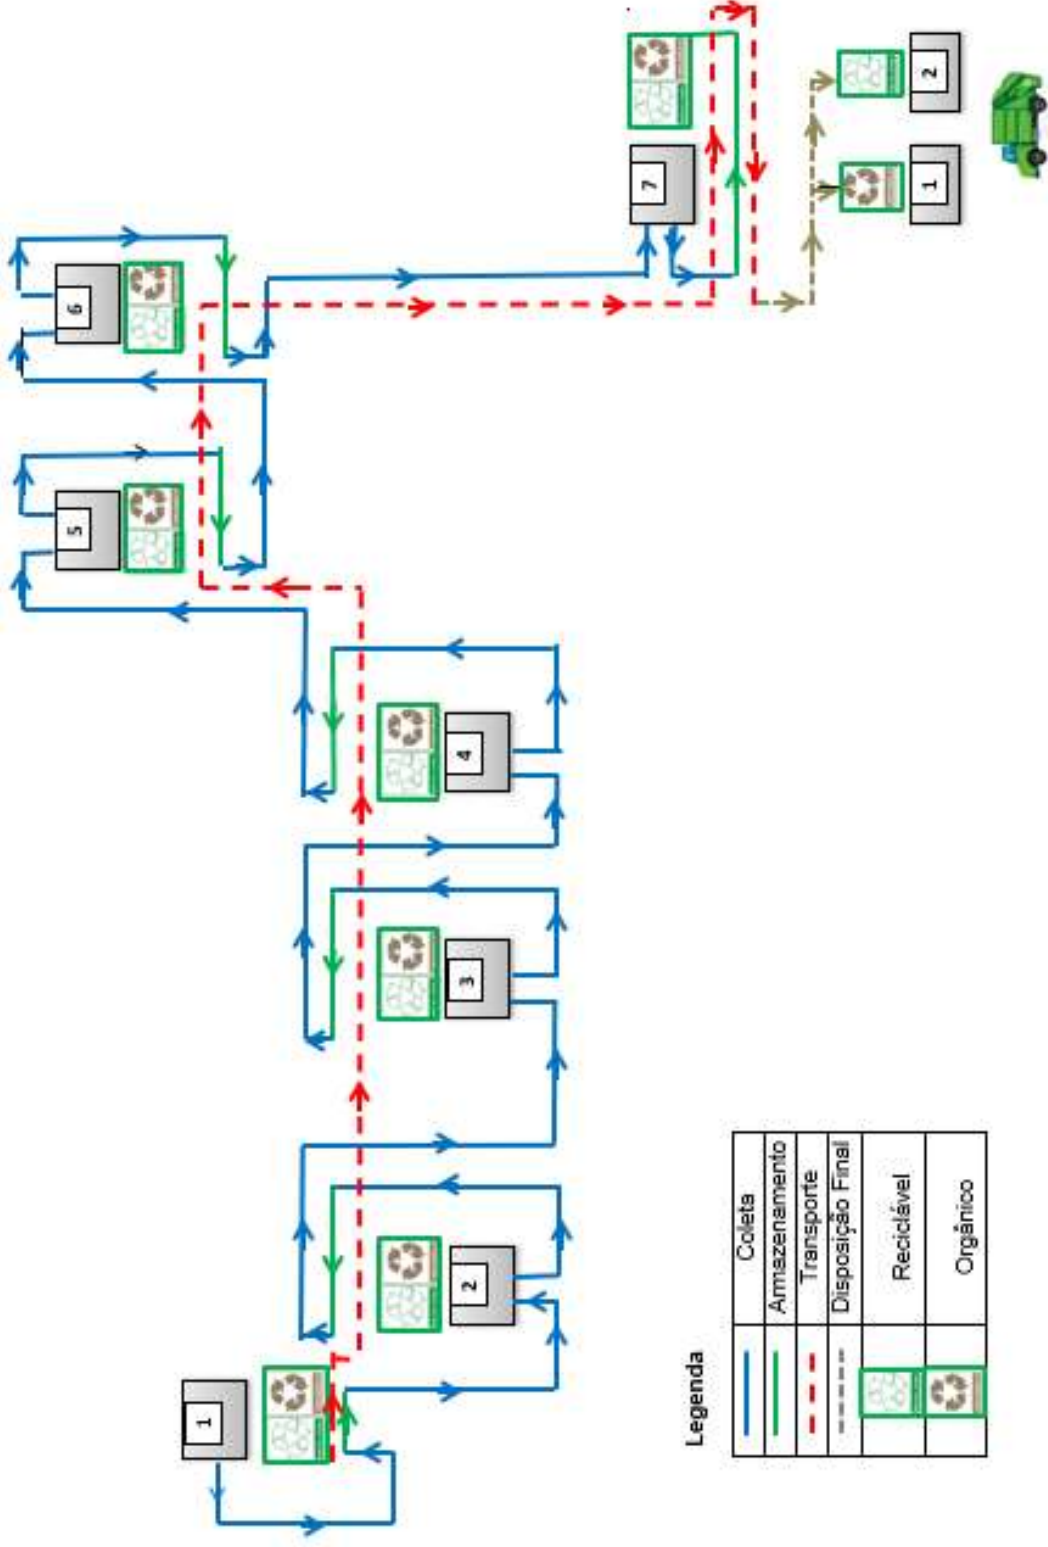 1
2
3
4
5
6
7
1
2
Legenda
Coleta
Armazenamento
Transporte
Disposição Final
Reciclável
Orgânico